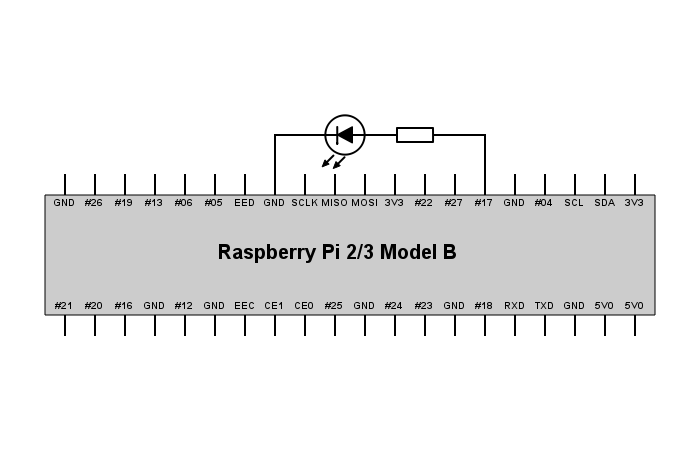 GND #26 #19 #13 #06 #05 EED GND SCLK MISO MOSI 3V3 #22 #27 #17 GND #04 SCL SDA 3V3
Raspberry Pi 2/3 Model B
#21 #20 #16 GND #12 GND EEC CE1 CE0 #25 GND #24 #23 GND #18 RXD TXD GND 5V0 5V0